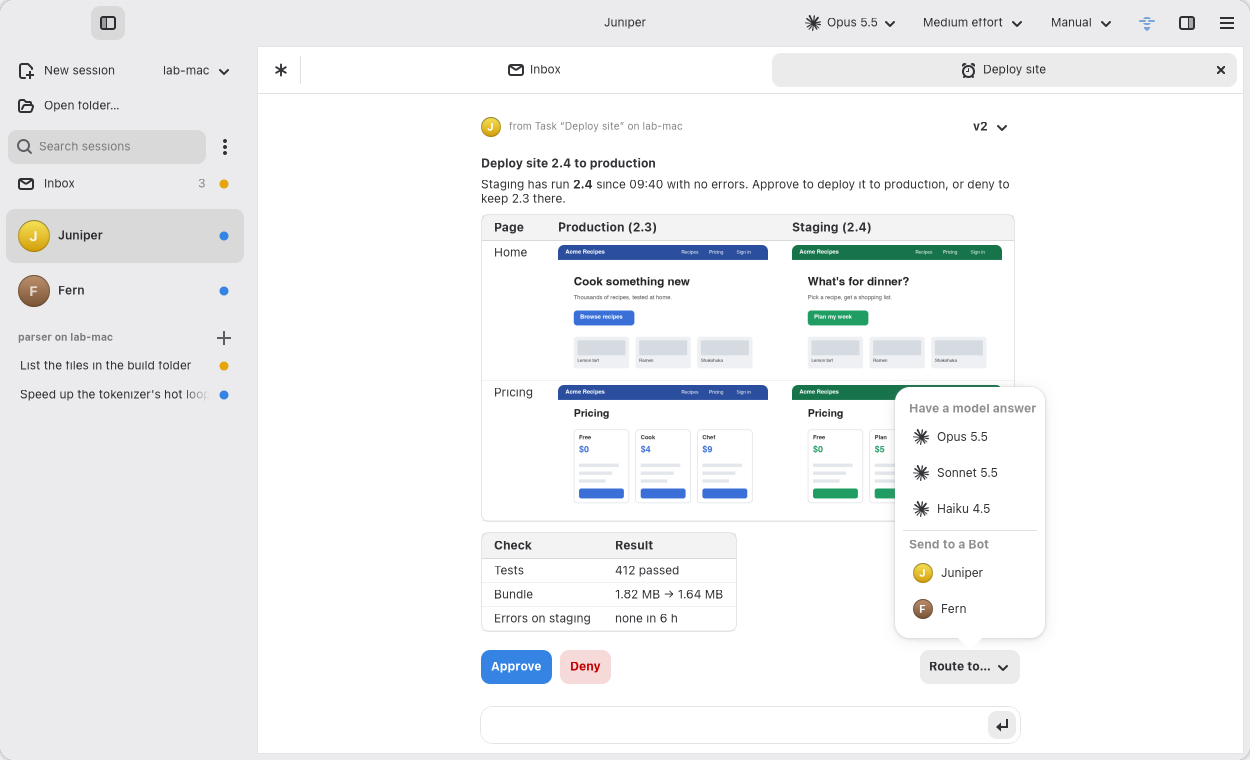 Juniper
Opus 5.5
Medium effort
Manual
New session
lab-mac
Open folder...
Search sessions
Inbox
3
J
Juniper
F
Fern
parser on lab-mac
List the files in the build folder
Speed up the tokenizer's hot loop
Inbox
Deploy site
J
from Task “Deploy site” on lab-mac
v2
Deploy site 2.4 to production
Staging has run 2.4 since 09:40 with no errors. Approve to deploy it to production, or deny to
keep 2.3 there.
Page
Production (2.3)
Staging (2.4)
Home
Acme Recipes
Recipes
Pricing
Sign in
Cook something new
Thousands of recipes, tested at home.
Browse recipes
Lemon tart
Ramen
Shakshuka
Acme Recipes
Recipes
Pricing
Sign in
What's for dinner?
Pick a recipe, get a shopping list.
Plan my week
Lemon tart
Ramen
Shakshuka
Pricing
Acme Recipes
Recipes
Pricing
Sign in
Pricing
Free
$0
Cook
$4
Chef
$9
Acme Recipes
Pricing
Free
$0
Plan
$5
Check
Result
Tests
412 passed
Bundle
1.82 MB → 1.64 MB
Errors on staging
none in 6 h
Have a model answer
Opus 5.5
Sonnet 5.5
Haiku 4.5
Send to a Bot
J
Juniper
F
Fern
Approve
Deny
Route to...